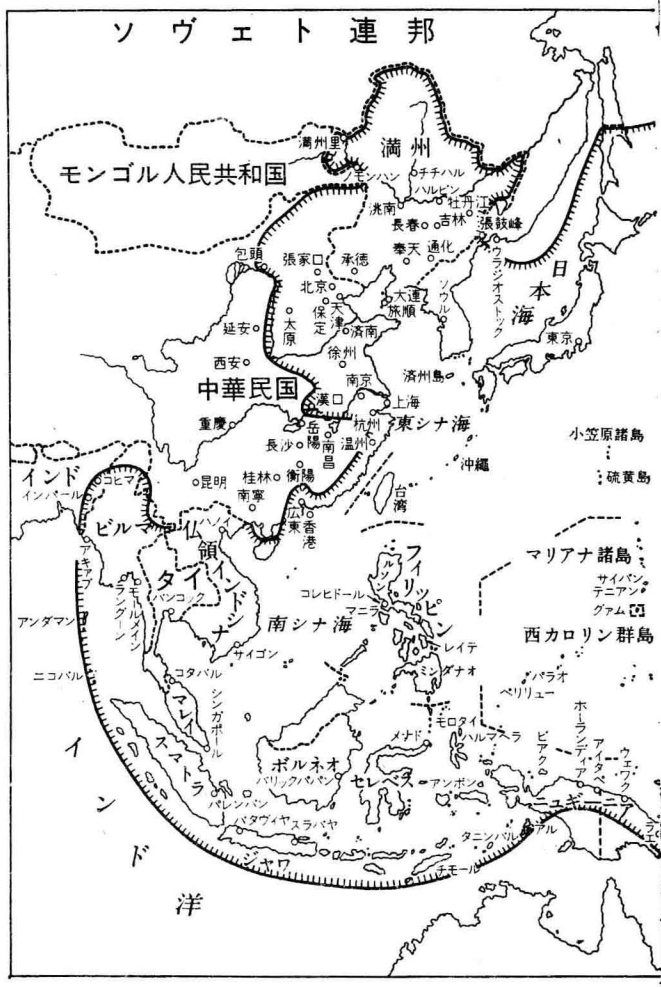 ソヴェト連邦
満州里
満州
モンゴル人民共和国
ノモンハン
チチハル
ハルビン
洮南
牡丹江
長春
吉林
張鼓峰
奉天
通化
ウラジオストック
日本海
包頭
張家口
承徳
北京
天津
保定
大連
旅順
ソウル
太原
済南
延安
東京
徐州
西安
済州島
南京
中華民国
漢口
上海
重慶
岳陽
杭州
東シナ海
長沙
南昌
温州
小笠原諸島
沖縄
硫黄島
インド
コヒマ
インパール
昆明
桂林
衡陽
南寧
台湾
広東
香港
ビルマ
ハノイ
仏領インドシナ
アキャブ
タイ
バンコック
フィリッピン
ルソン
マリアナ諸島
コレヒドール
サイパン
テニアン
マニラ
グァム
モールメイン
ラングーン
アンダマン
南シナ海
西カロリン群島
レイテ
サイゴン
ミンダナオ
ニコバル
コタバル
パラオ
ペリリュー
マレイ
シンガポール
モロタイ
ハルマヘラ
ホーランディア
アイタペ
ウェワク
ビアク
メナド
スマトラ
ボルネオ
バリックパパン
セレベス
アンボン
パレンバン
ニュギーニア
バタヴィヤ
スラバヤ
タニンバル
アル
ラエ
ジャワ
チモール
インド洋